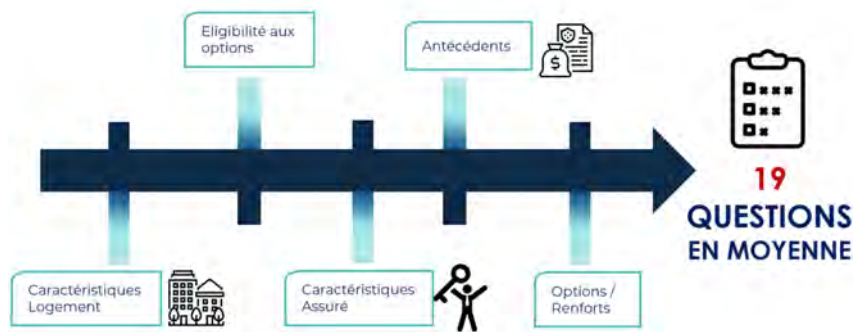 Eligibilité aux
options
Antécédents
19
QUESTIONS
EN MOYENNE
Caractéristiques
Logement
Caractéristiques
Assuré
Options /
Renforts